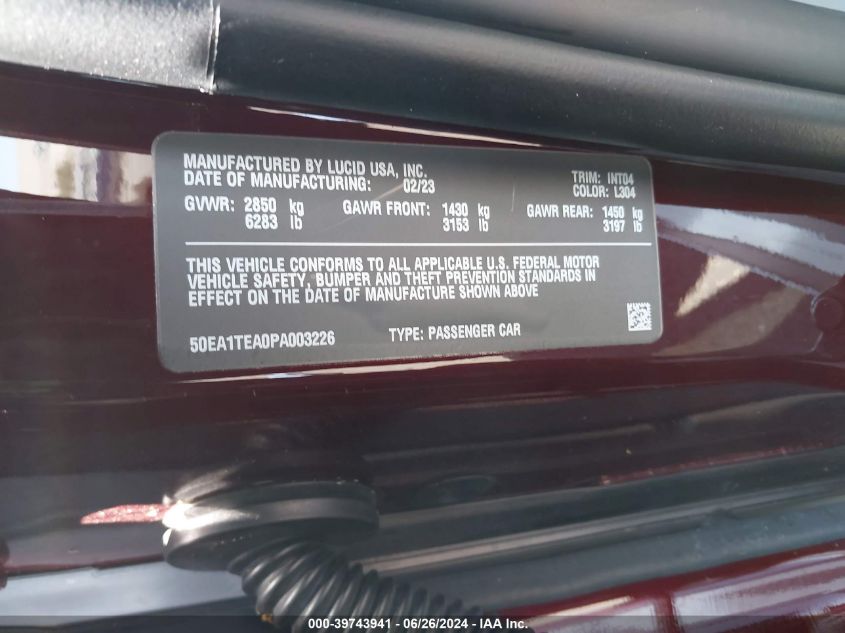 MANUFACTURED BY LUCID USA, INC.
DATE OF MANUFACTURING: 02/23
TRIM: INT04
COLOR: L304
GVWR: 2850 kg GAWR FRONT: 1430 kg GAWR REAR: 1450 kg
6283 lb 3153 lb 3197 lb
THIS VEHICLE CONFORMS TO ALL APPLICABLE U.S. FEDERAL MOTOR
VEHICLE SAFETY, BUMPER AND THEFT PREVENTION STANDARDS IN
EFFECT ON THE DATE OF MANUFACTURE SHOWN ABOVE
50EA1TEA0PA003226 TYPE: PASSENGER CAR
000-39743941 - 06/26/2024 - IAA Inc.